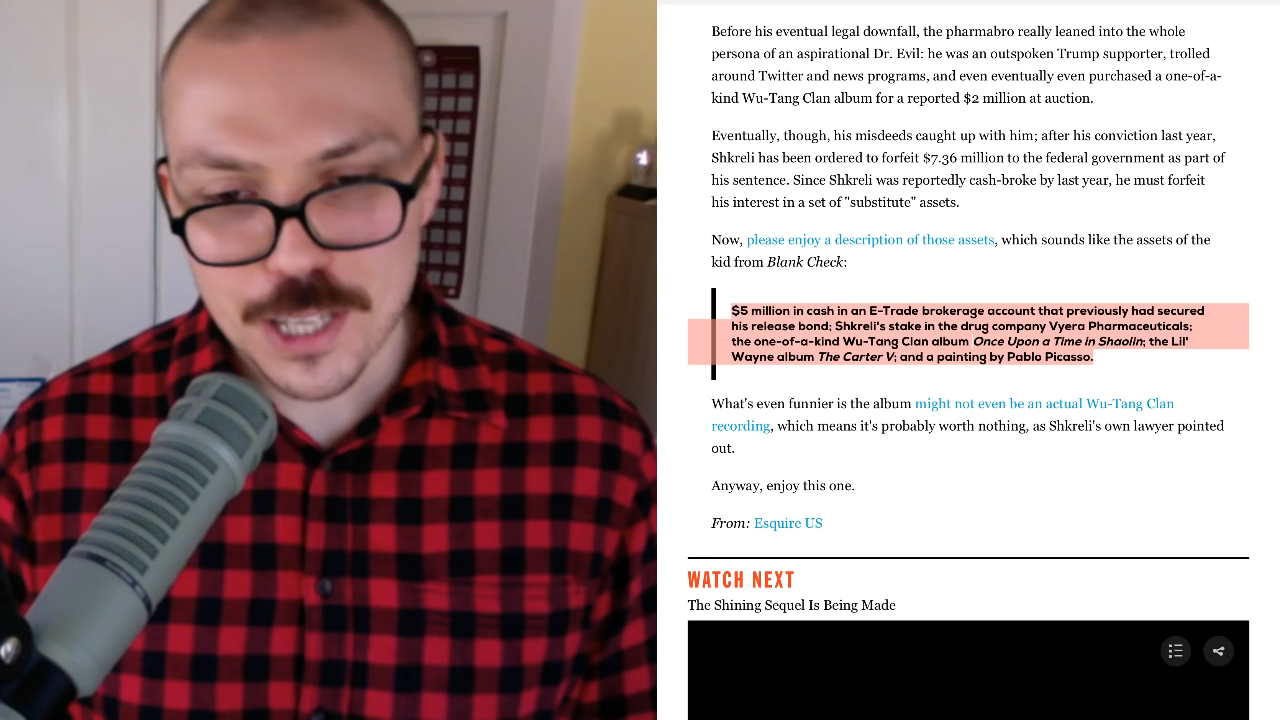 Before his eventual legal downfall, the pharmabro really leaned into the whole
persona of an aspirational Dr. Evil: he was an outspoken Trump supporter, trolled
around Twitter and news programs, and even eventually even purchased a one-of-a-
kind Wu-Tang Clan album for a reported $2 million at auction.
Eventually, though, his misdeeds caught up with him; after his conviction last year,
Shkreli has been ordered to forfeit $7.36 million to the federal government as part of
his sentence. Since Shkreli was reportedly cash-broke by last year, he must forfeit
his interest in a set of "substitute" assets.
Now, please enjoy a description of those assets, which sounds like the assets of the
kid from Blank Check:
$5 million in cash in an E-Trade brokerage account that previously had secured
his release bond; Shkreli's stake in the drug company Vyera Pharmaceuticals;
the one-of-a-kind Wu-Tang Clan album Once Upon a Time in Shaolin; the Lil'
Wayne album The Carter V; and a painting by Pablo Picasso.
What's even funnier is the album might not even be an actual Wu-Tang Clan
recording, which means it's probably worth nothing, as Shkreli's own lawyer pointed
out.
Anyway, enjoy this one.
From: Esquire US
WATCH NEXT
The Shining Sequel Is Being Made